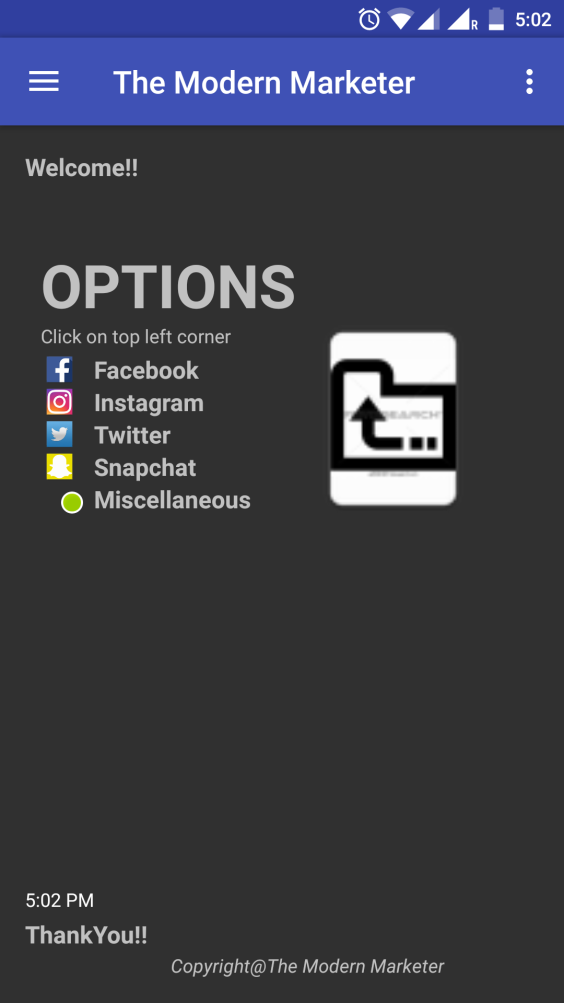 R 5:02
The Modern Marketer
Welcome!!
OPTIONS
Click on top left corner
Facebook
Instagram
Twitter
Snapchat
Miscellaneous
5:02 PM
ThankYou!!
Copyright@The Modern Marketer